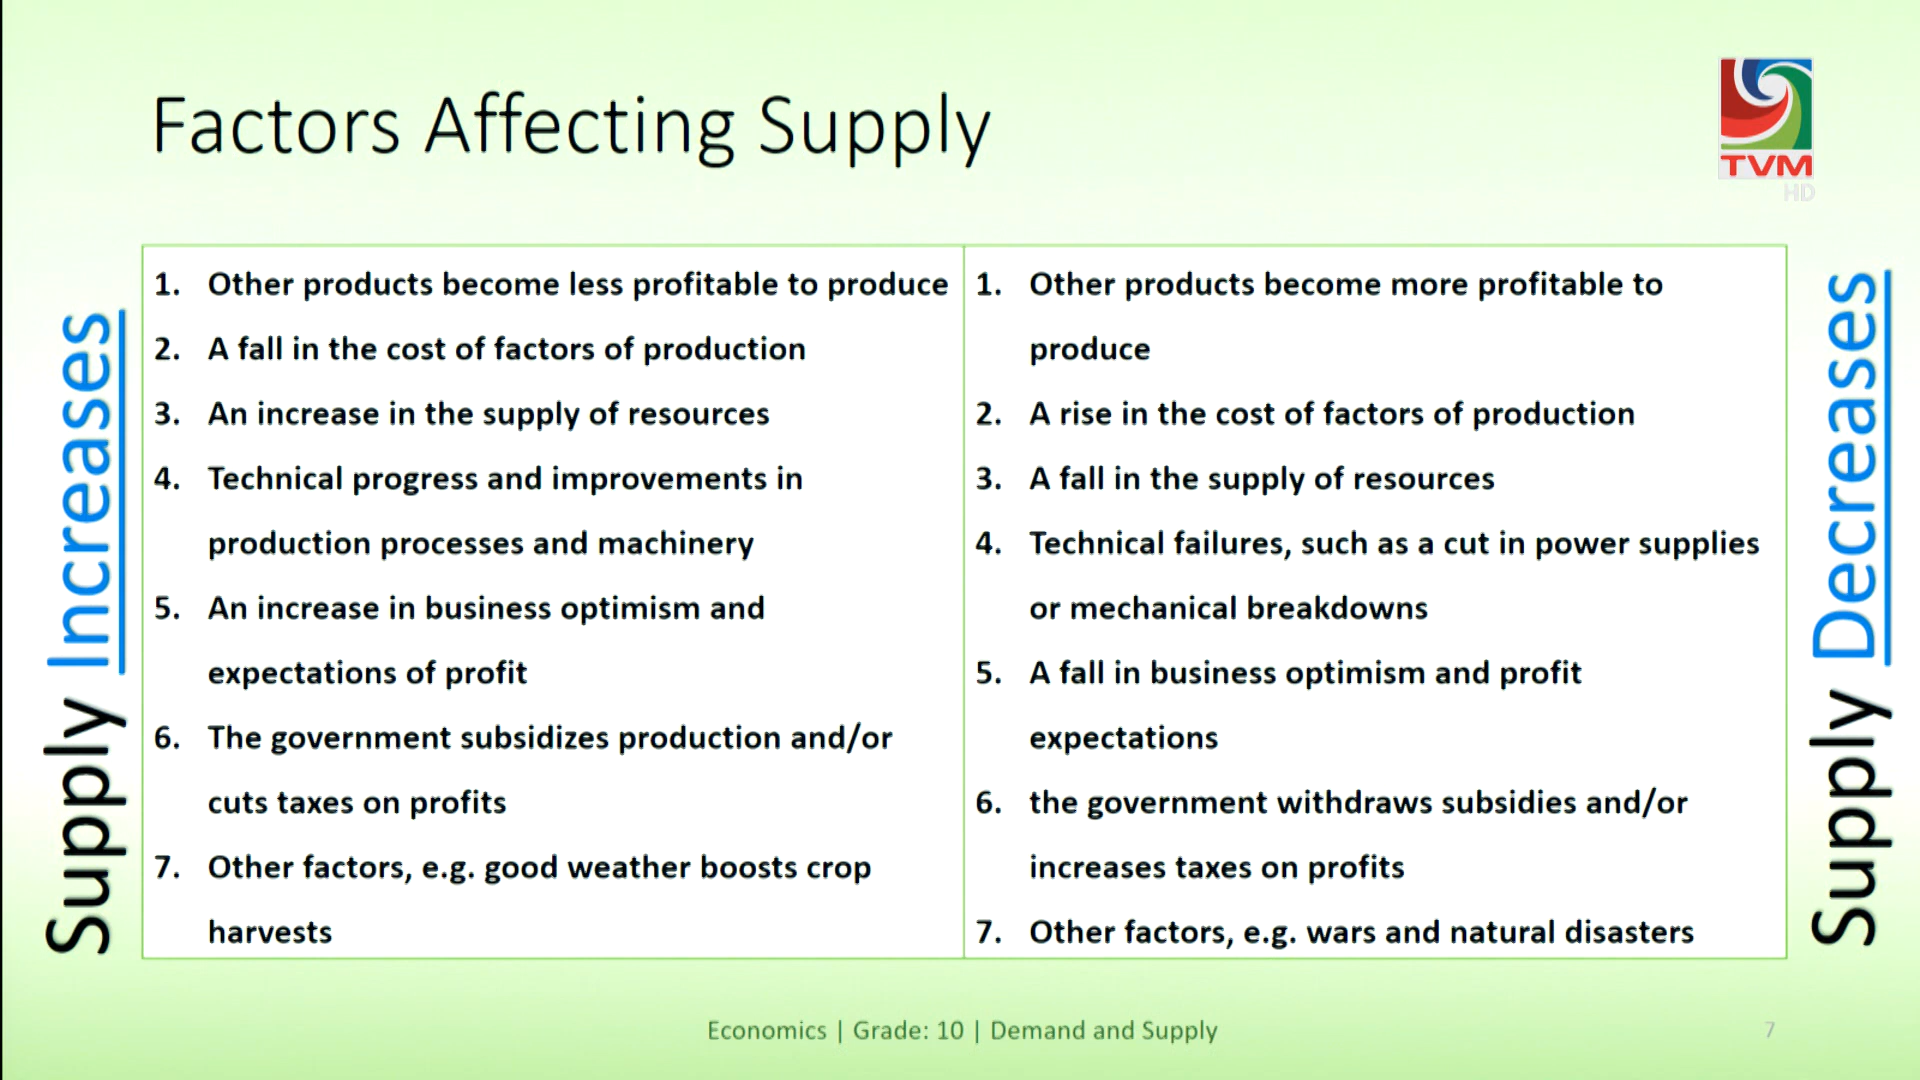 Factors Affecting Supply
TVM
HD
Supply Increases
1. Other products become less profitable to produce
2. A fall in the cost of factors of production
3. An increase in the supply of resources
4. Technical progress and improvements in
production processes and machinery
5. An increase in business optimism and
expectations of profit
6. The government subsidizes production and/or
cuts taxes on profits
7. Other factors, e.g. good weather boosts crop
harvests
1. Other products become more profitable to
produce
2. A rise in the cost of factors of production
3. A fall in the supply of resources
4. Technical failures, such as a cut in power supplies
or mechanical breakdowns
5. A fall in business optimism and profit
expectations
6. the government withdraws subsidies and/or
increases taxes on profits
7. Other factors, e.g. wars and natural disasters
Supply Decreases
Economics | Grade: 10 | Demand and Supply
7